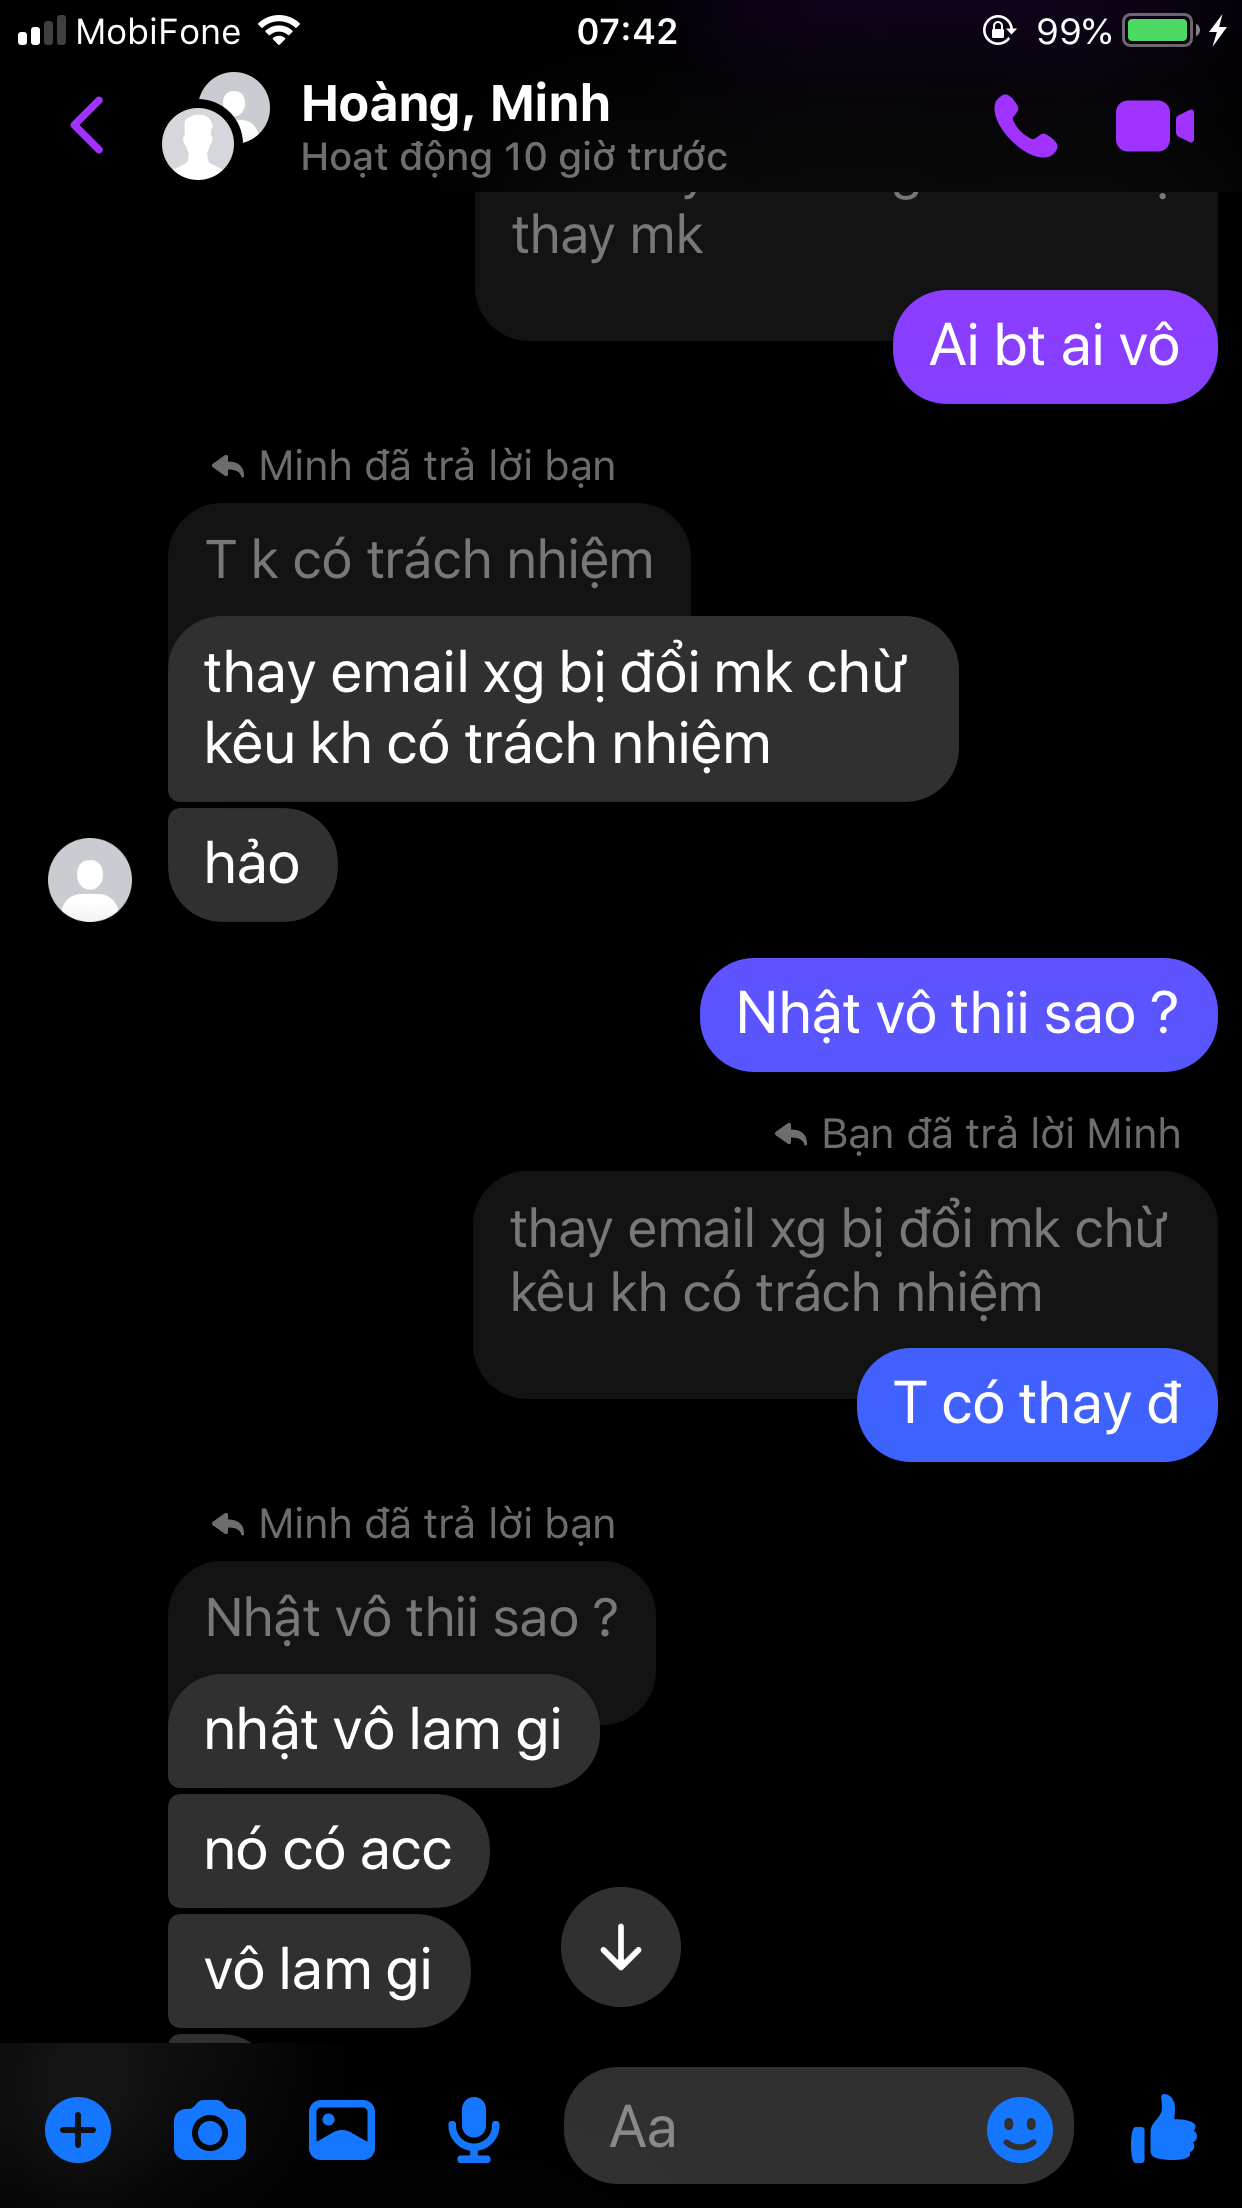 MobiFone
07:42
99%
Hoàng, Minh
Hoạt động 10 giờ trước
thay mk
Ai bt ai vô
Minh đã trả lời bạn
T k có trách nhiệm
thay email xg bị đổi mk chừ
kêu kh có trách nhiệm
hảo
Nhật vô thii sao ?
Bạn đã trả lời Minh
thay email xg bị đổi mk chừ
kêu kh có trách nhiệm
T có thay đ
Minh đã trả lời bạn
Nhật vô thii sao ?
nhật vô lam gi
nó có acc
vô lam gi
Aa